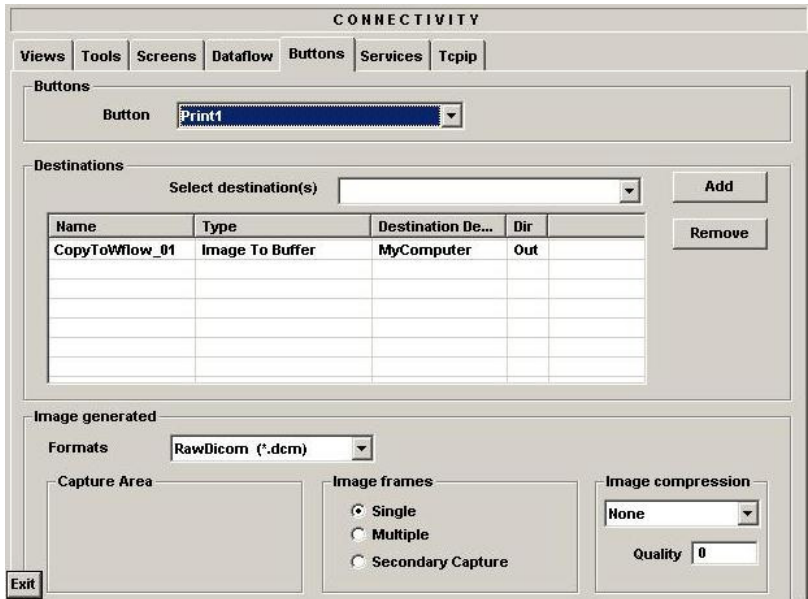 CONNECTIVITY
Views Tools Screens Dataflow Buttons Services Tcpip
Buttons
Button Print1
Destinations
Select destination(s) Add
Name Type Destination De... Dir Remove
CopyToWflow_01 Image To Buffer MyComputer Out
Image generated
Formats RawDicom (*.dcm)
Capture Area Image frames Image compression
Single None
Multiple
Quality 0
Secondary Capture
Exit